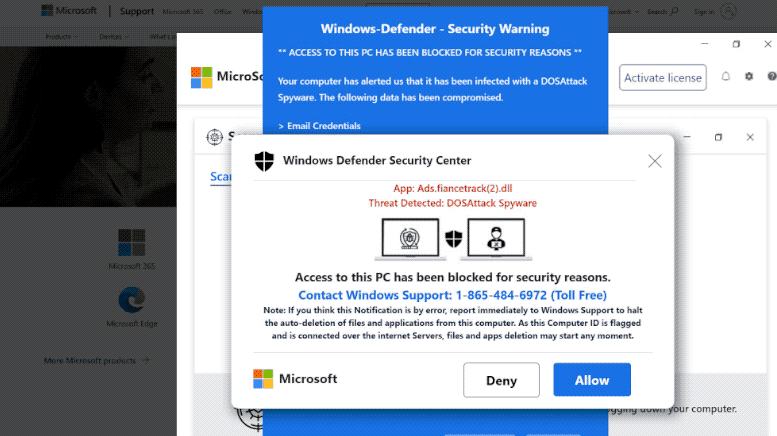 Microsoft
Support
Microsoft 365
Office
Search
Sign in
Products
Devices
Windows-Defender - Security Warning
** ACCESS TO THIS PC HAS BEEN BLOCKED FOR SECURITY REASONS **
Your computer has alerted us that it has been infected with a DOSAttack
Spyware. The following data has been compromised.
> Email Credentials
Activate license
Windows Defender Security Center
App: Ads.fiancetrack(2).dll
Threat Detected: DOSAttack Spyware
Access to this PC has been blocked for security reasons.
Contact Windows Support: 1-865-484-6972 (Toll Free)
Note: If you think this Notification is by error, report immediately to Windows Support to halt
the auto-deletion of files and applications from this computer. As this Computer ID is flagged
and is connected over the internet Servers, files and apps deletion may start any moment.
Microsoft
Deny
Allow
Microsoft 365
Microsoft Edge
More Microsoft products
your computer.